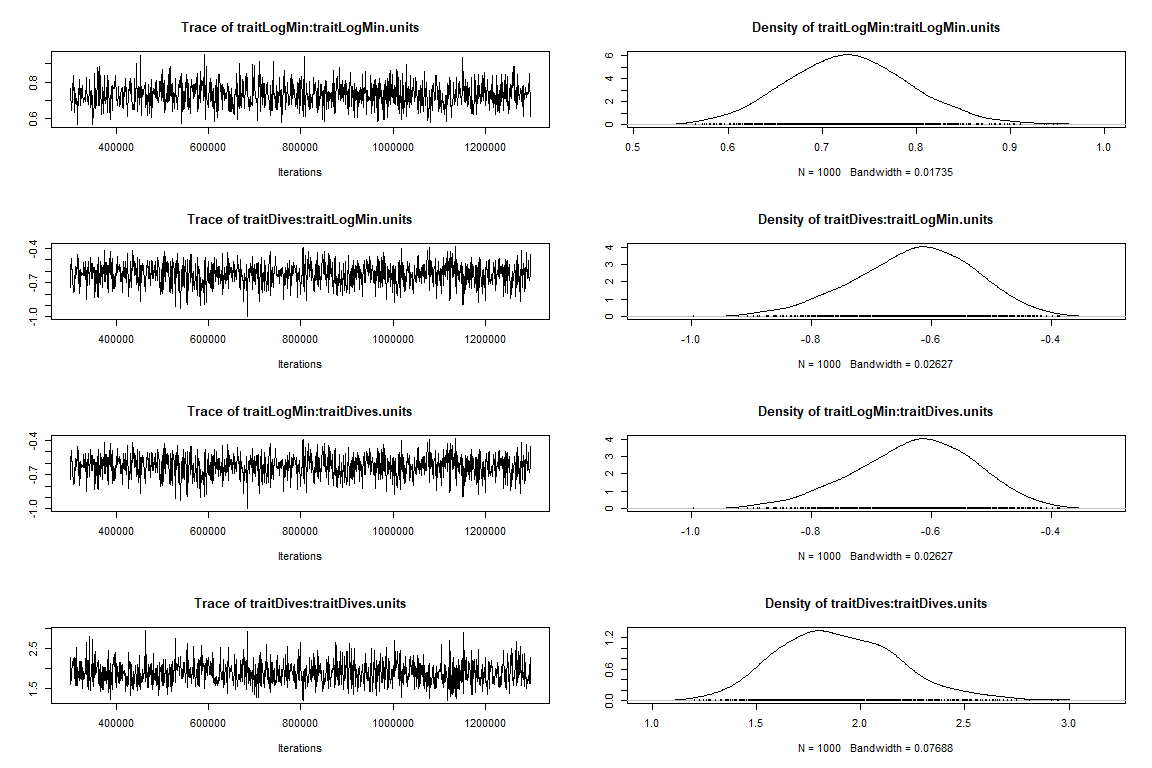 Trace of traitLogMin:traitLogMin.units
0.6 0.8
400000 600000 800000 1000000 1200000
Iterations
Density of traitLogMin:traitLogMin.units
0 2 4 6
0.5 0.6 0.7 0.8 0.9 1.0
N = 1000 Bandwidth = 0.01735
Trace of traitDives:traitLogMin.units
-1.0 -0.7 -0.4
400000 600000 800000 1000000 1200000
Iterations
Density of traitDives:traitLogMin.units
0 1 2 3 4
-1.0 -0.8 -0.6 -0.4
N = 1000 Bandwidth = 0.02627
Trace of traitLogMin:traitDives.units
-1.0 -0.7 -0.4
400000 600000 800000 1000000 1200000
Iterations
Density of traitLogMin:traitDives.units
0 1 2 3 4
-1.0 -0.8 -0.6 -0.4
N = 1000 Bandwidth = 0.02627
Trace of traitDives:traitDives.units
1.5 2.5
400000 600000 800000 1000000 1200000
Iterations
Density of traitDives:traitDives.units
0.0 0.6 1.2
1.0 1.5 2.0 2.5 3.0
N = 1000 Bandwidth = 0.07688